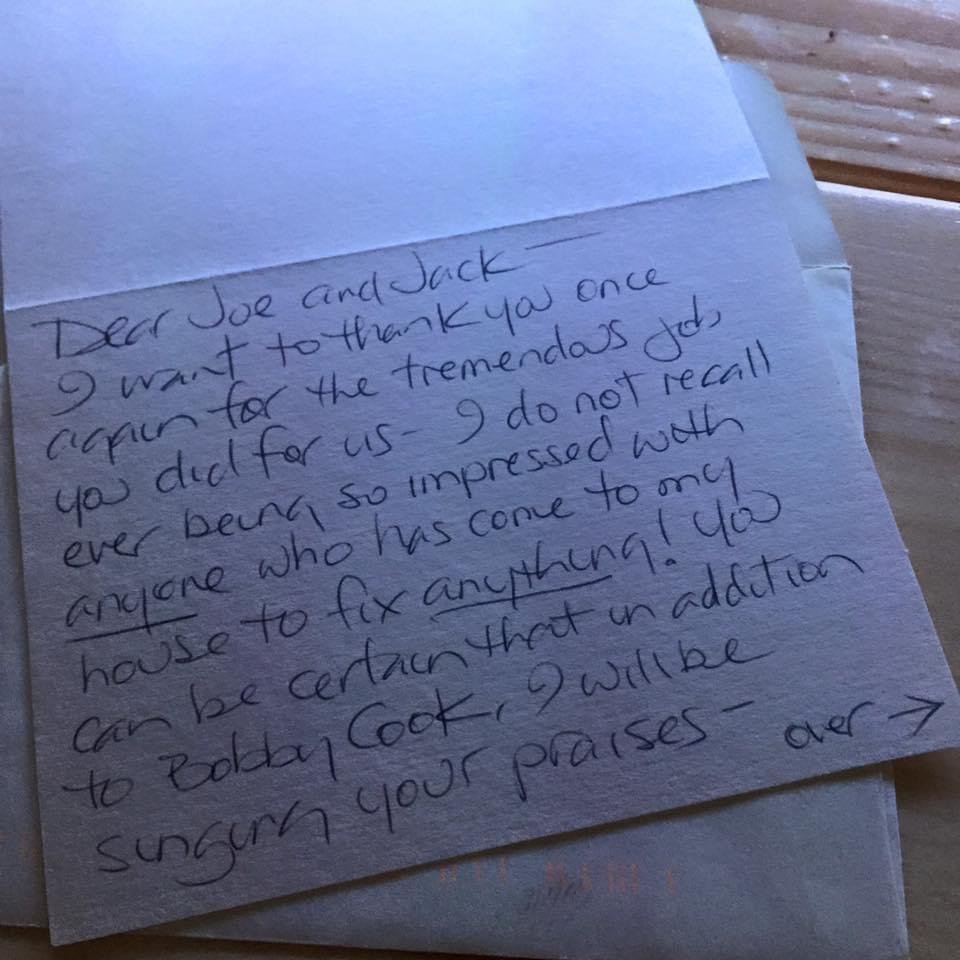 Dear Joe and Jack —
I want to thank you once
again for the tremendous job
you did for us - I do not recall
ever being so impressed with
anyone who has come to my
house to fix anything! You
can be certain that in addition
to Bobby Cook, I will be
singing your praises -
over →